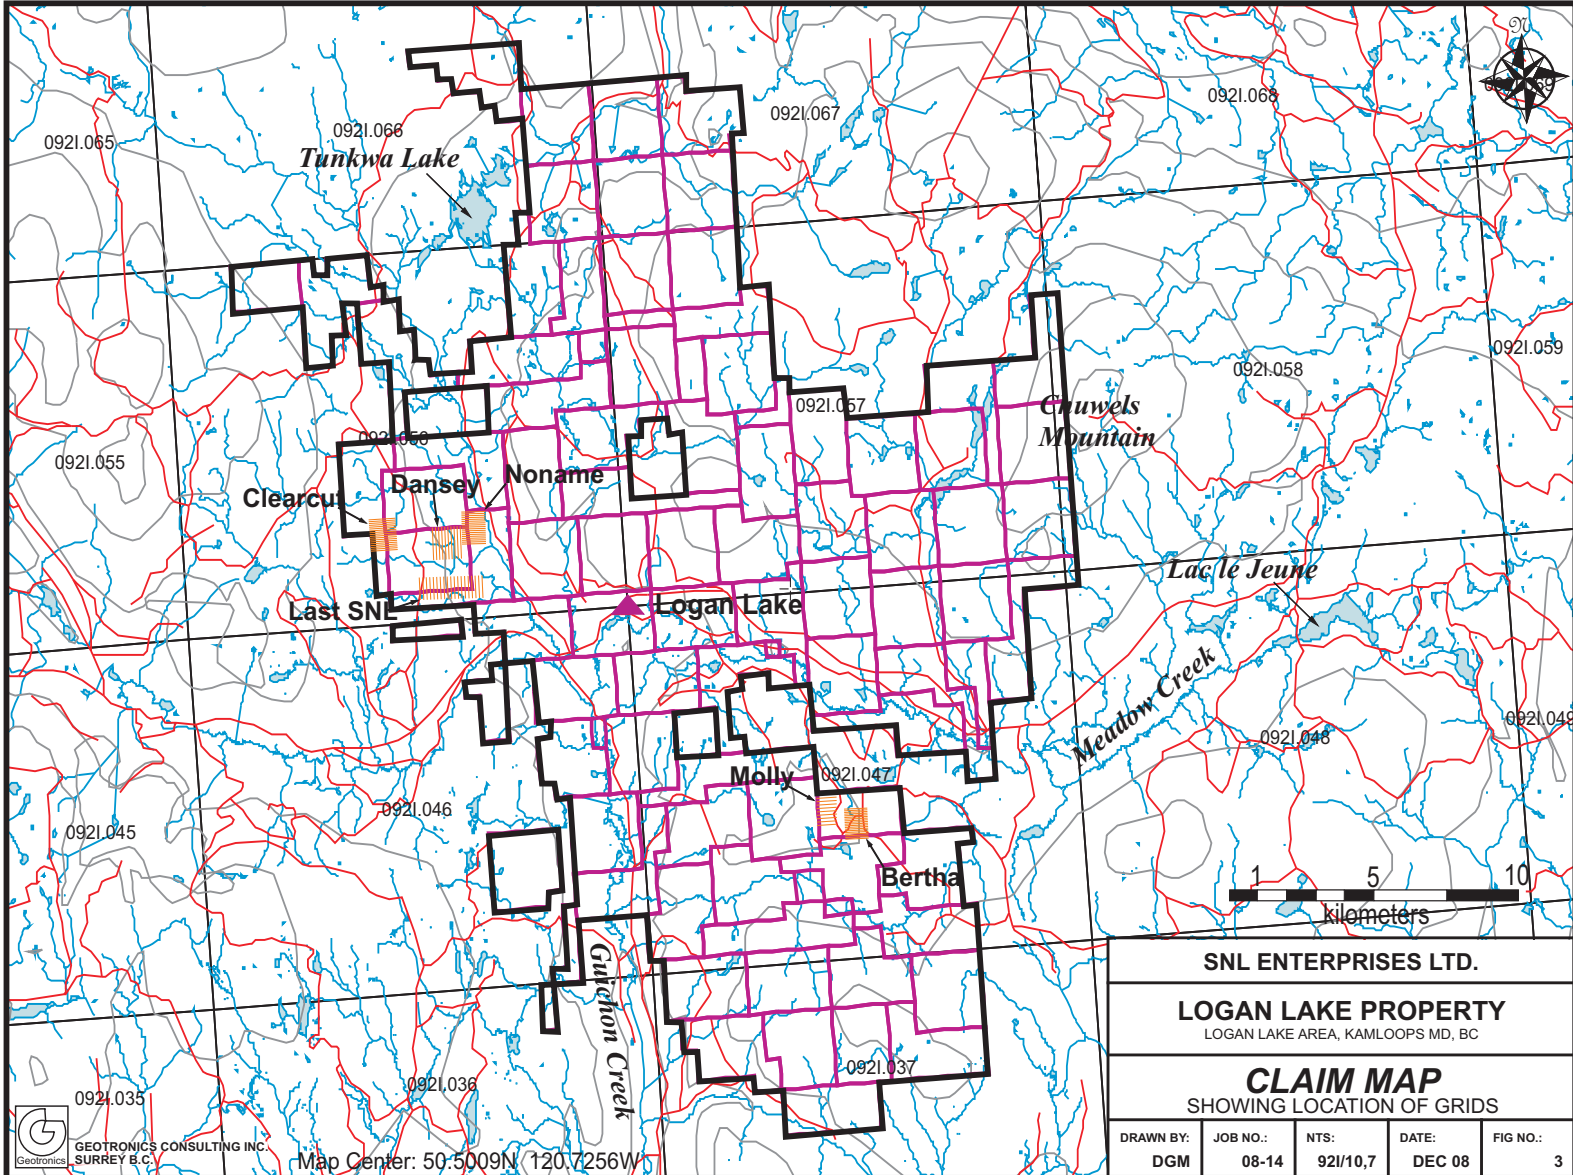 092I.069
092I.068
092I.067
092I.066
092I.065
Tunkwa Lake
092I.059
092I.058
092I.057
Chuwels
Mountain
092I.056
092I.055
Noname
Dansey
Clearcut
Lac le Jeune
Last SNL
Logan Lake
Meadow Creek
092I.049
092I.048
092I.047
Molly
092I.046
092I.045
Bertha
1 5 10
kilometers
Guichon Creek
092I.037
092I.036
092I.035
SNL ENTERPRISES LTD.
LOGAN LAKE PROPERTY
LOGAN LAKE AREA, KAMLOOPS MD, BC
CLAIM MAP
SHOWING LOCATION OF GRIDS
DRAWN BY: JOB NO.: NTS: DATE: FIG NO.:
DGM 08-14 92I/10,7 DEC 08 3
Geotronics
GEOTRONICS CONSULTING INC.
SURREY B.C.
Map Center: 50.5009N 120.7256W